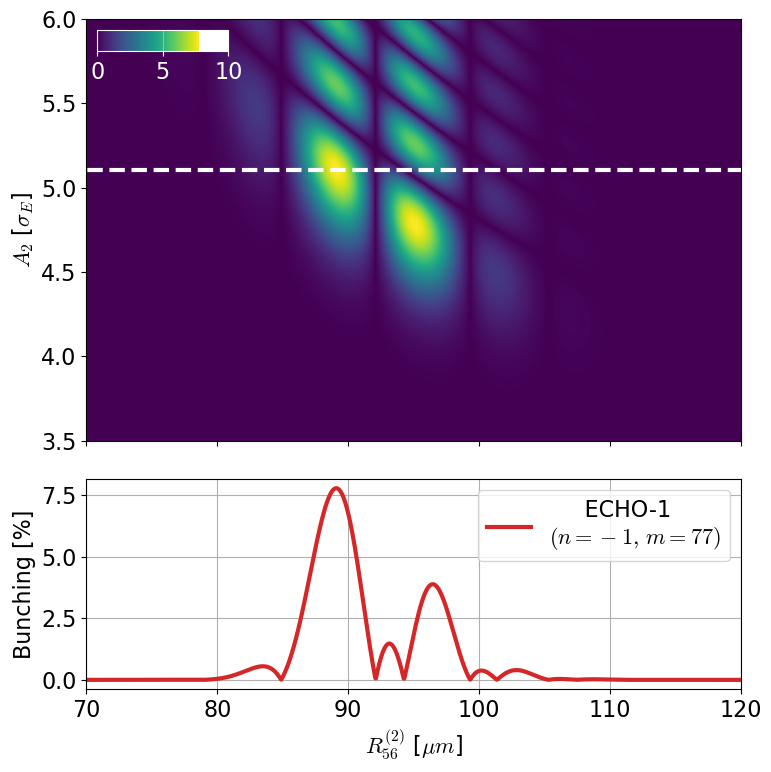 6.0
0 5 10
5.5
5.0
A₂ [σ_E]
4.5
4.0
3.5
7.5
ECHO-1
(n = −1, m = 77)
5.0
Bunching [%]
2.5
0.0
70 80 90 100 110 120
R₅₆⁽²⁾ [μm]